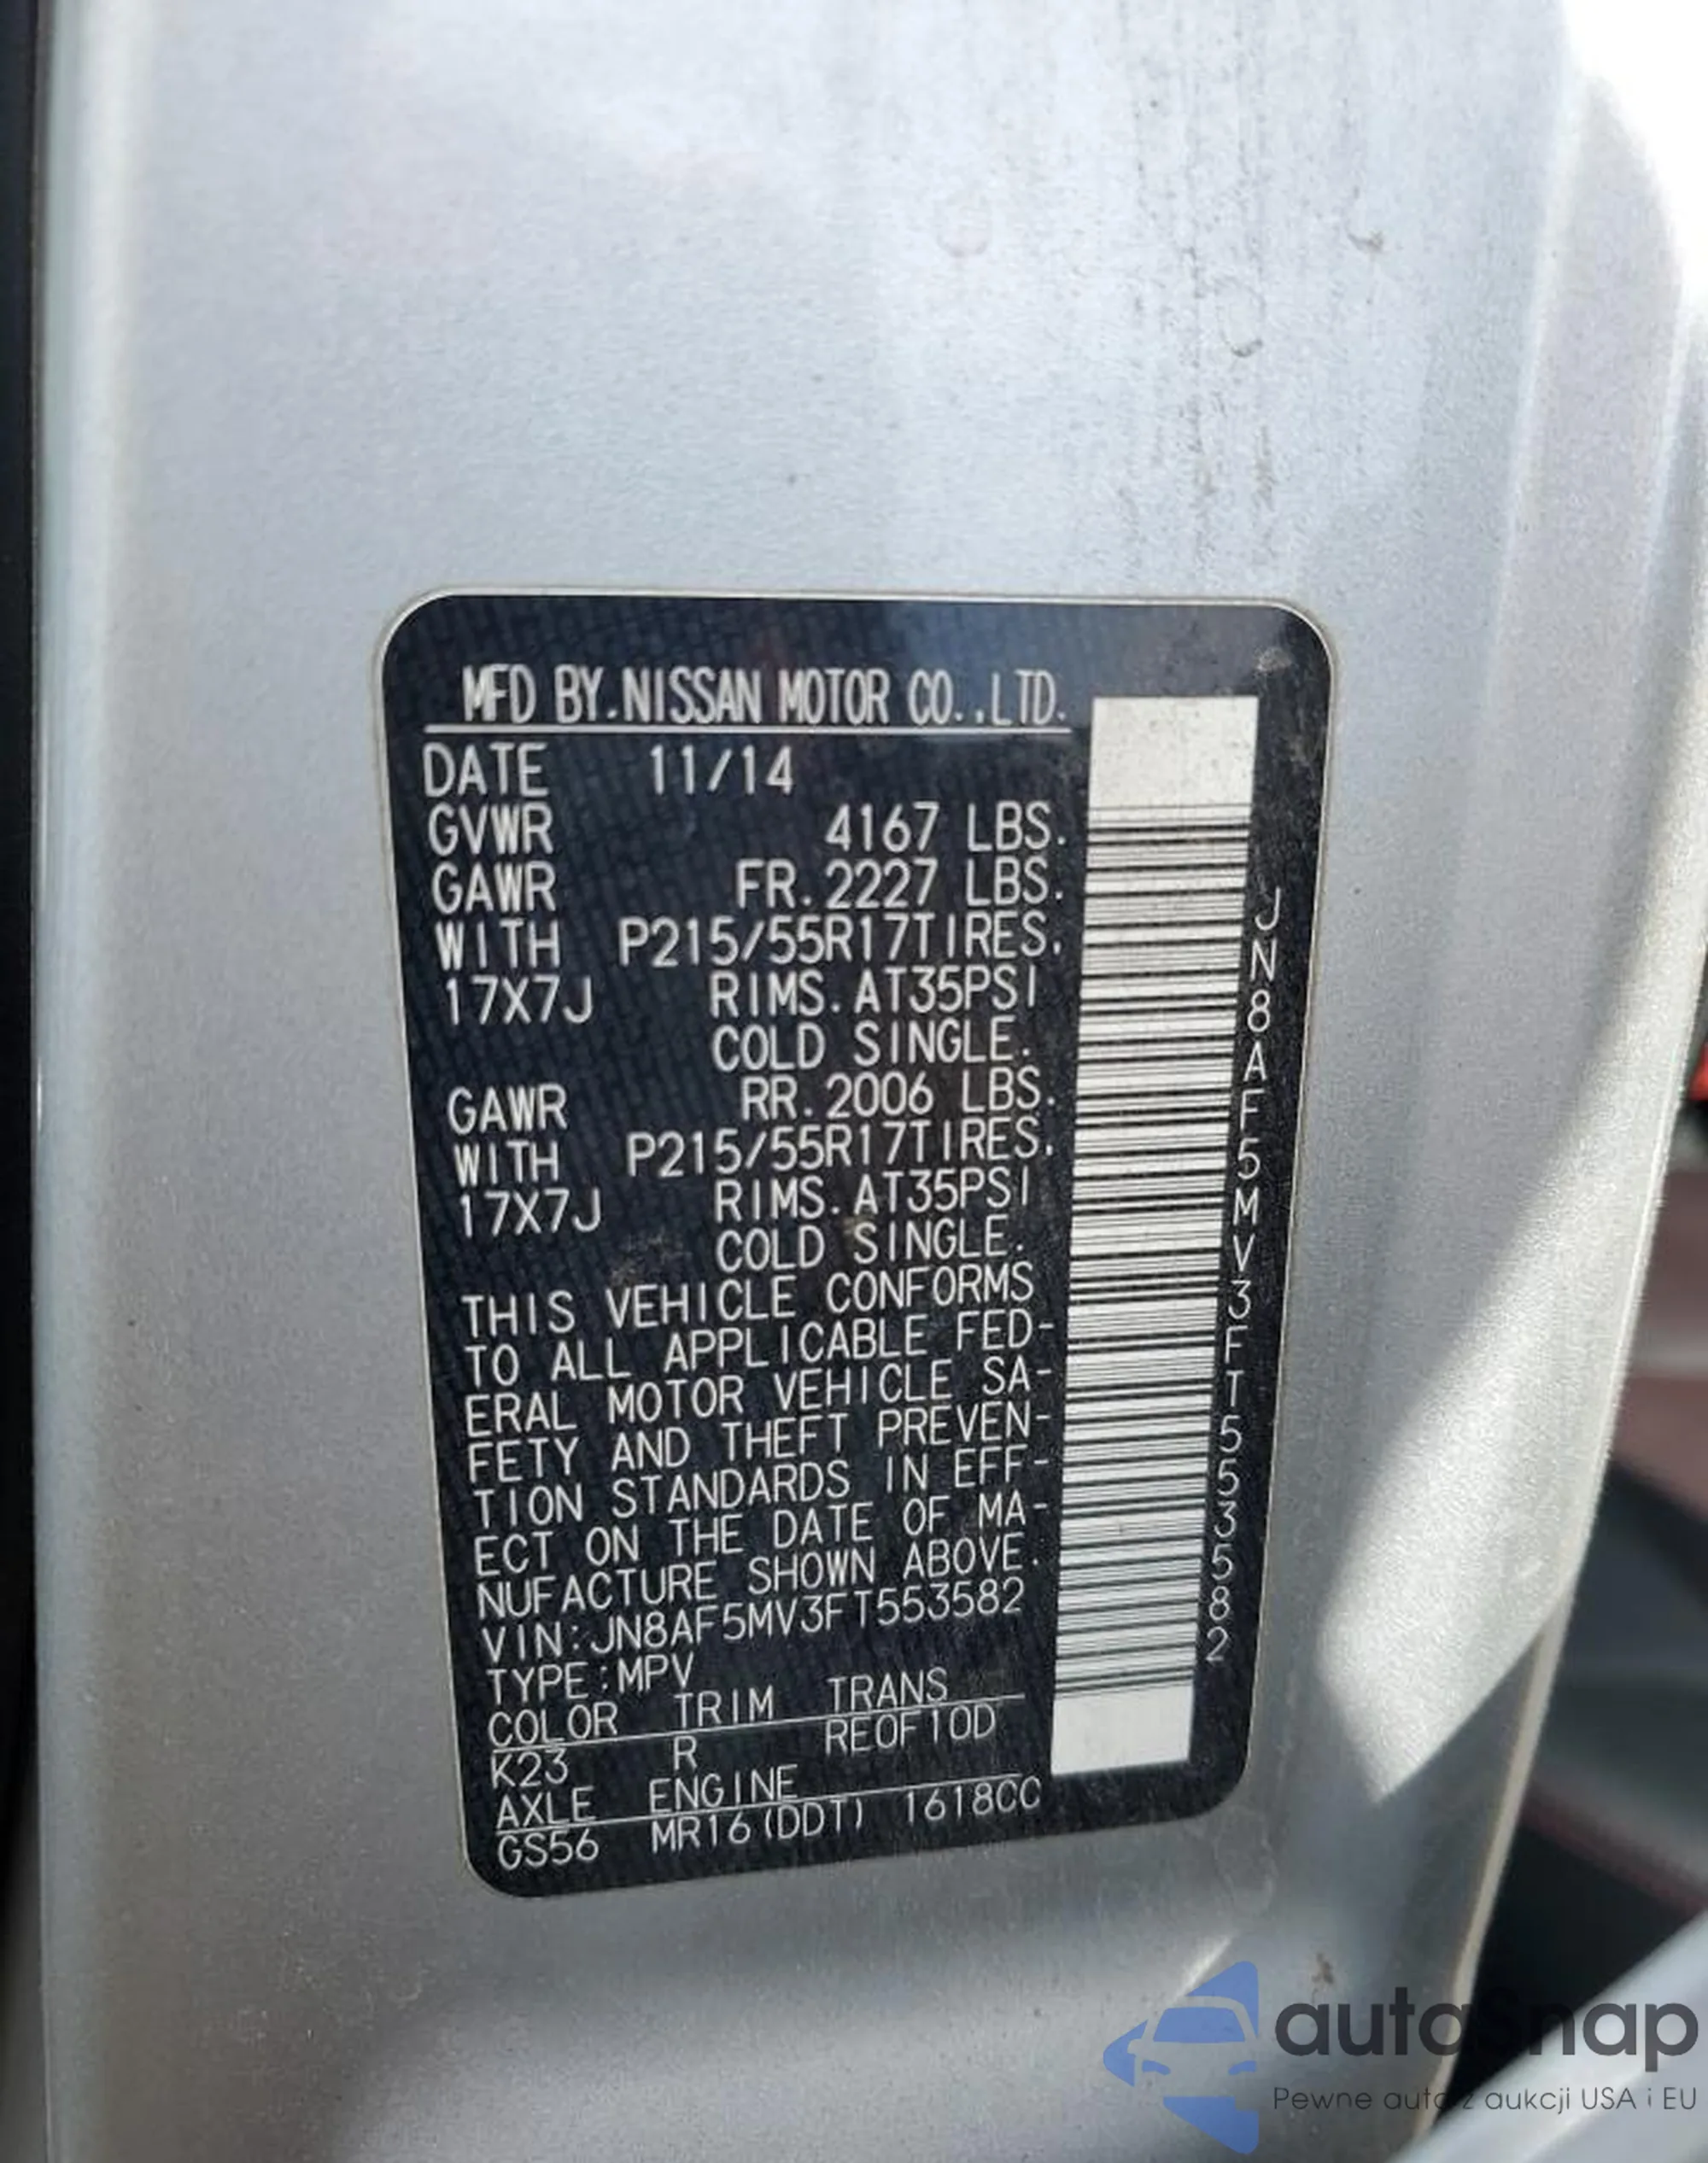 MFD BY.NISSAN MOTOR CO.,LTD.
DATE 11/14
GVWR 4167 LBS.
GAWR FR.2227 LBS.
WITH P215/55R17TIRES.
17X7J RIMS.AT35PSI
COLD SINGLE.
GAWR RR.2006 LBS.
WITH P215/55R17TIRES.
17X7J RIMS.AT35PSI
COLD SINGLE.
THIS VEHICLE CONFORMS
TO ALL APPLICABLE FED-
ERAL MOTOR VEHICLE SA-
FETY AND THEFT PREVEN-
TION STANDARDS IN EFF-
ECT ON THE DATE OF MA-
NUFACTURE SHOWN ABOVE.
VIN:JN8AF5MV3FT553582
TYPE:MPV
COLOR TRIM TRANS
K23 R RE0F10D
AXLE ENGINE
GS56 MR16(DDT) 1618CC
JN8AF5MV3FT553582
autoSnap
Pewne auta z aukcji USA i EU